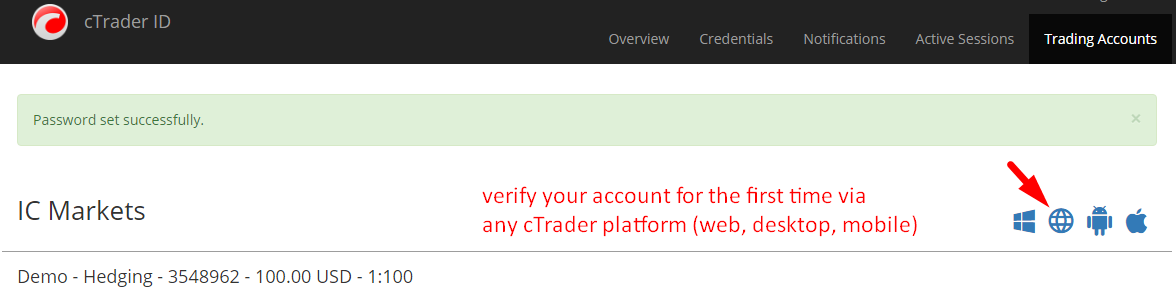 cTrader ID
Overview Credentials Notifications Active Sessions Trading Accounts
Password set successfully. ×
IC Markets
verify your account for the first time via
any cTrader platform (web, desktop, mobile)
Demo - Hedging - 3548962 - 100.00 USD - 1:100